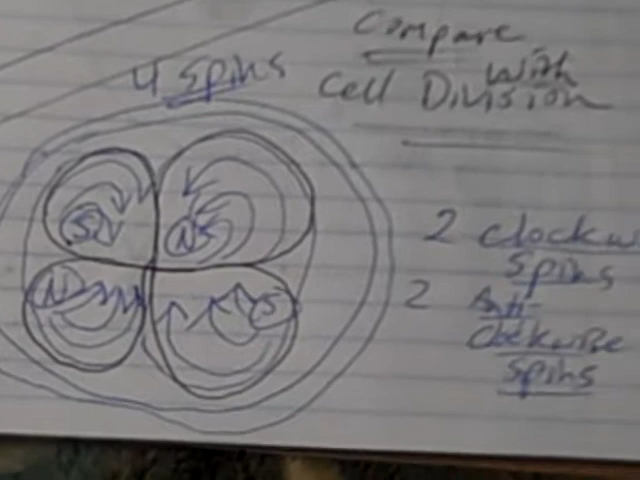 Compare
4 Spins
with
Cell Division
2 clockw
Spins
2 Anti
Clockwise
Spins
S
N
N
S